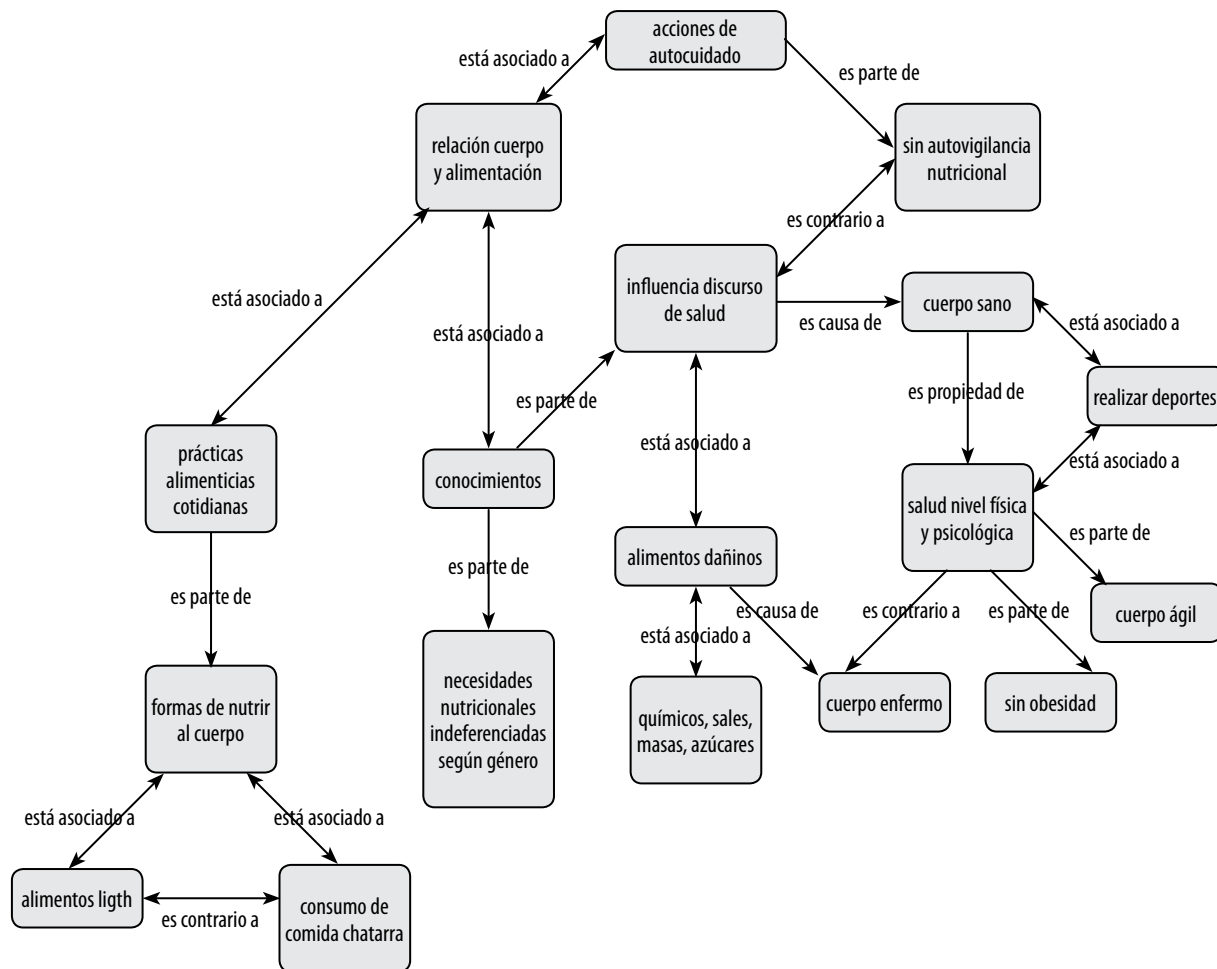 acciones de
autocuidado
está asociado a
es parte de
relación cuerpo
y alimentación
sin autovigilancia
nutricional
es contrario a
influencia discurso
de salud
cuerpo sano
está asociado a
es causa de
está asociado a
está asociado a
realizar deportes
es propiedad de
es parte de
prácticas
alimenticias
cotidianas
está asociado a
está asociado a
conocimientos
salud nivel física
y psicológica
es parte de
alimentos dañinos
es parte de
es parte de
es causa de
es contrario a
es parte de
cuerpo ágil
está asociado a
formas de nutrir
al cuerpo
necesidades
nutricionales
indeferenciadas
según género
químicos, sales,
masas, azúcares
cuerpo enfermo
sin obesidad
está asociado a
está asociado a
alimentos ligth
es contrario a
consumo de
comida chatarra